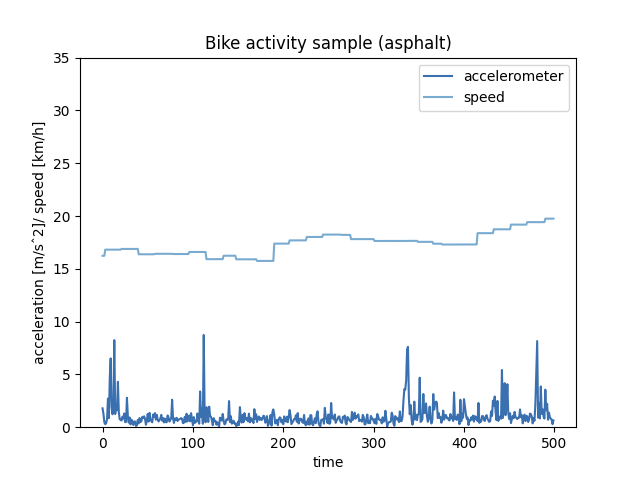 Bike activity sample (asphalt)
accelerometer
speed
35
30
25
20
15
10
5
0
acceleration [m/s^2]/ speed [km/h]
0 100 200 300 400 500
time